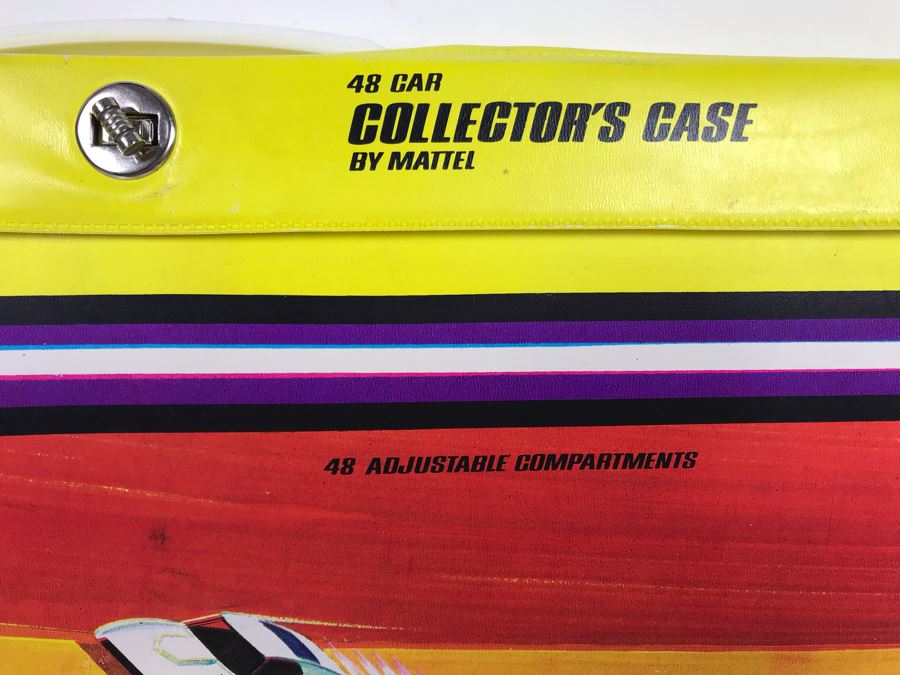 48 CAR
COLLECTOR'S CASE
BY MATTEL
48 ADJUSTABLE COMPARTMENTS